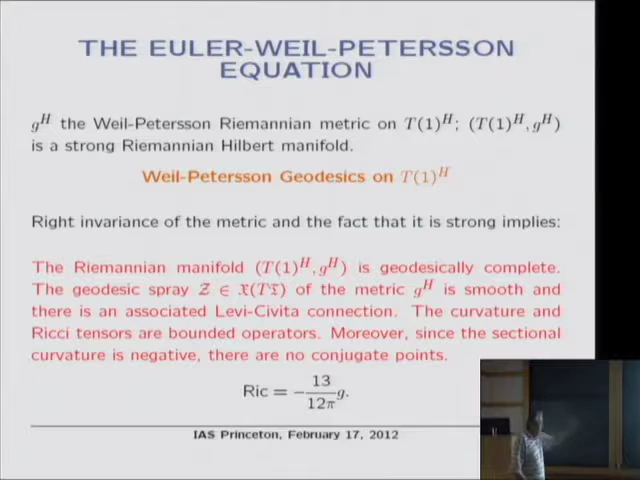 THE EULER-WEIL-PETERSSON
EQUATION
g^H the Weil-Petersson Riemannian metric on T(1)^H; (T(1)^H, g^H)
is a strong Riemannian Hilbert manifold.
Weil-Petersson Geodesics on T(1)^H
Right invariance of the metric and the fact that it is strong implies:
The Riemannian manifold (T(1)^H, g^H) is geodesically complete.
The geodesic spray 𝒵 ∈ 𝔛(T𝔗) of the metric g^H is smooth and
there is an associated Levi-Civita connection. The curvature and
Ricci tensors are bounded operators. Moreover, since the sectional
curvature is negative, there are no conjugate points.
Ric = −13/12π g.
IAS Princeton, February 17, 2012